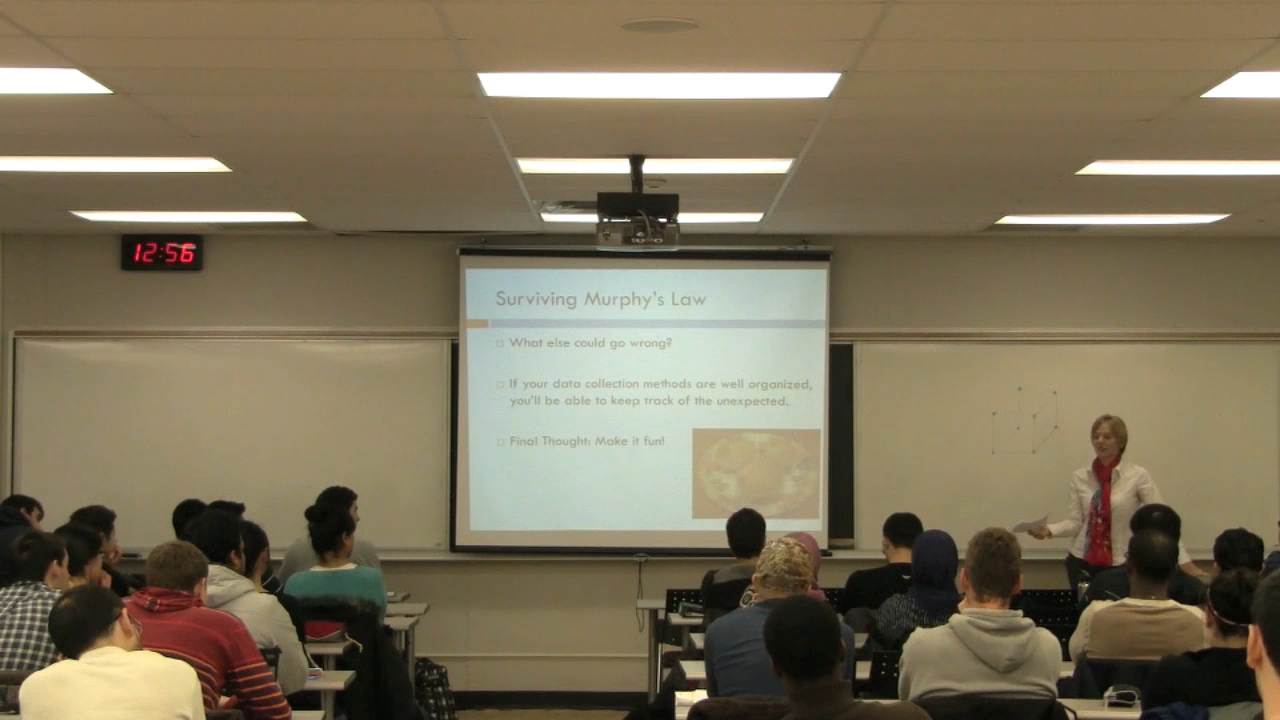 12:56
Surviving Murphy's Law
What else could go wrong?
If your data collection methods are well organized,
you'll be able to keep track of the unexpected.
Final Thought: Make it fun!